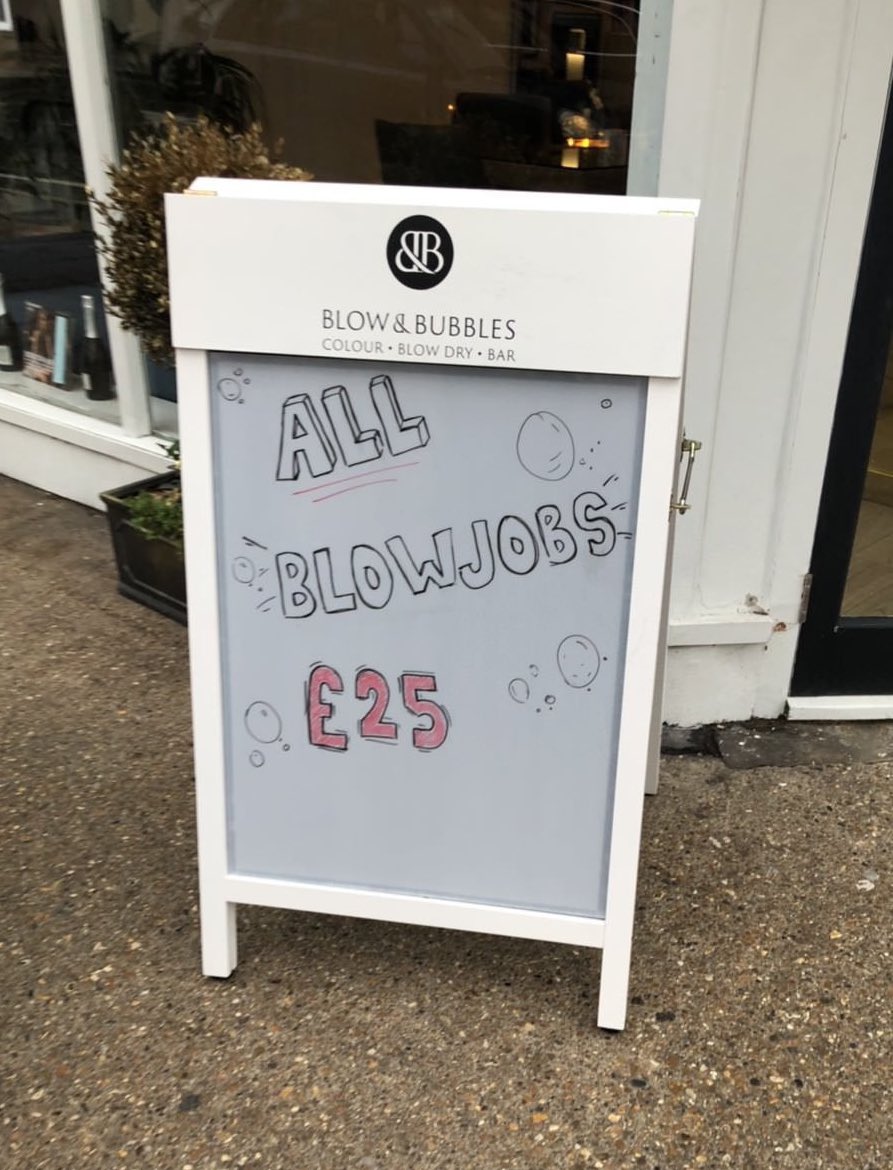 &B
BLOW & BUBBLES
COLOUR • BLOW DRY • BAR
ALL
BLOWJOBS
£25